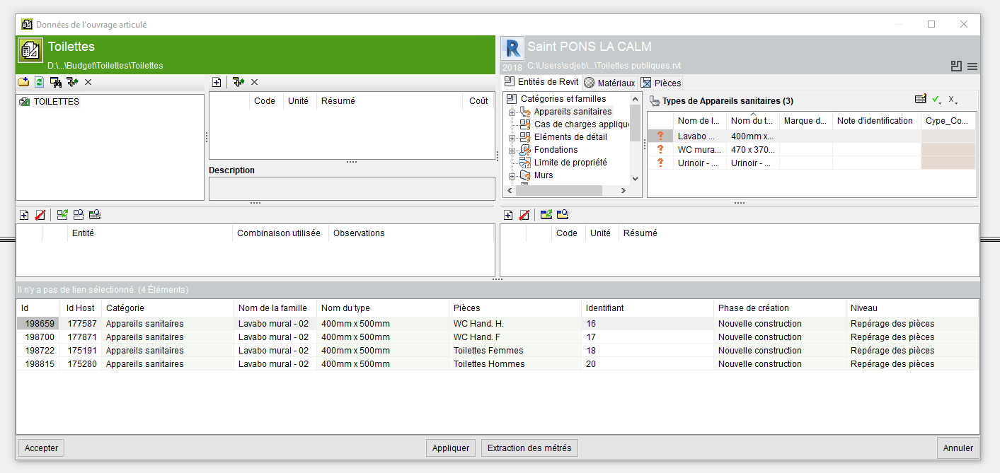 Données de l'ouvrage articulé
Toilettes
D:\...\Budget\Toilettes\Toilettes
Saint PONS LA CALM
2018 C:\Users\sdjeb\...\Toilettes publiques.rvt
TOILETTES
Code Unité Résumé Coût
Description
Entités de Revit Matériaux Pièces
Catégories et familles
Appareils sanitaires
Cas de charges applique
Eléments de détail
Fondations
Limite de propriété
Murs
Types de Appareils sanitaires (3)
Nom de l... Nom du t... Marque d... Note d'identification Cype_Co...
? Lavabo ... 400mm x...
? WC mura... 470 x 370...
? Urinoir - ... Urinoir - ...
Entité Combinaison utilisée Observations
Code Unité Résumé
Il n'y a pas de lien sélectionné. (4 Éléments)
Id Id Host Catégorie Nom de la famille Nom du type Pièces Identifiant Phase de création Niveau
198659 177587 Appareils sanitaires Lavabo mural - 02 400mm x 500mm WC Hand. H. 16 Nouvelle construction Repérage des pièces
198700 177871 Appareils sanitaires Lavabo mural - 02 400mm x 500mm WC Hand. F 17 Nouvelle construction Repérage des pièces
198722 175191 Appareils sanitaires Lavabo mural - 02 400mm x 500mm Toilettes Femmes 18 Nouvelle construction Repérage des pièces
198815 175280 Appareils sanitaires Lavabo mural - 02 400mm x 500mm Toilettes Hommes 20 Nouvelle construction Repérage des pièces
Accepter Appliquer Extraction des métrés Annuler